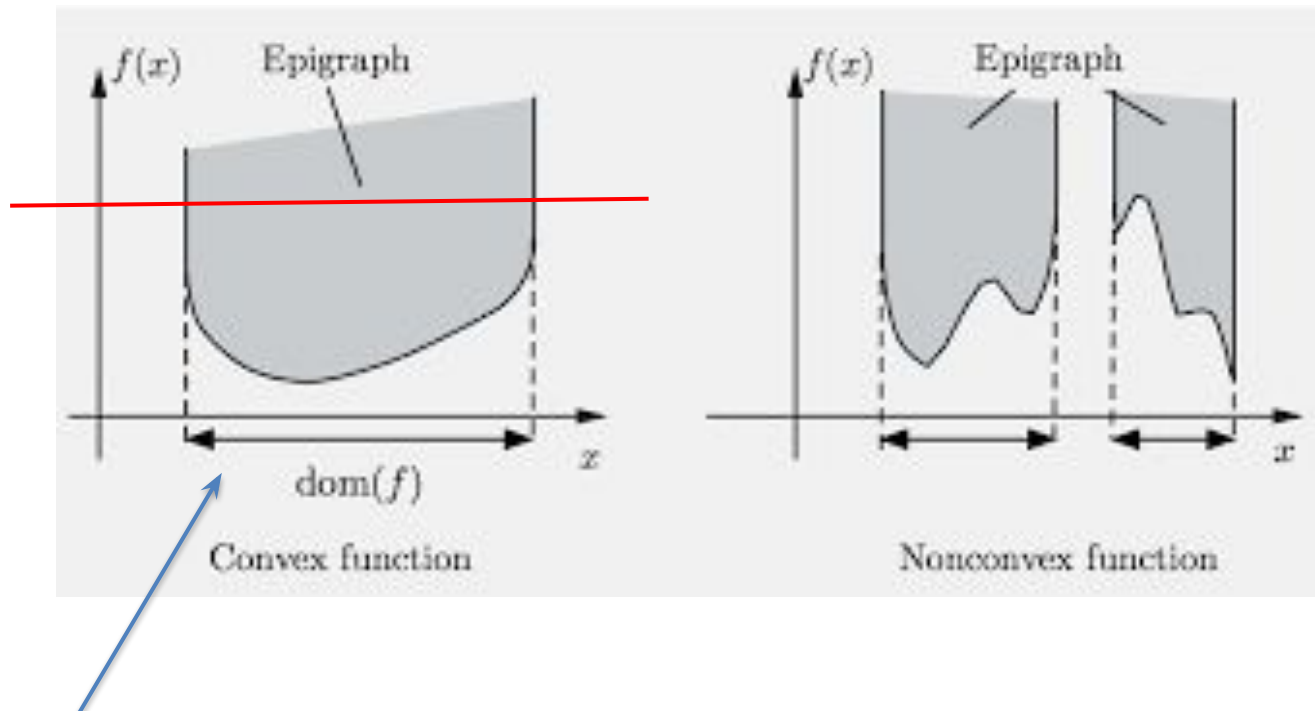 f(x)
Epigraph
x
dom(f)
Convex function
f(x)
Epigraph
x
Nonconvex function